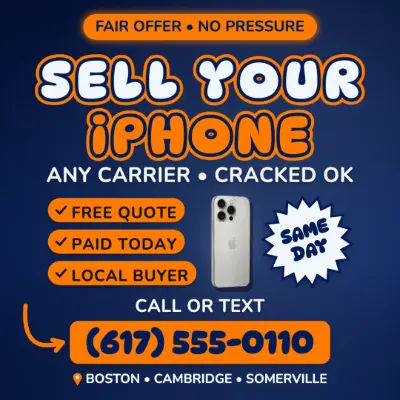 FAIR OFFER • NO PRESSURE
SELL YOUR
iPHONE
ANY CARRIER • CRACKED OK
FREE QUOTE
PAID TODAY
LOCAL BUYER
SAME
DAY
CALL OR TEXT
(617) 555-0110
BOSTON • CAMBRIDGE • SOMERVILLE